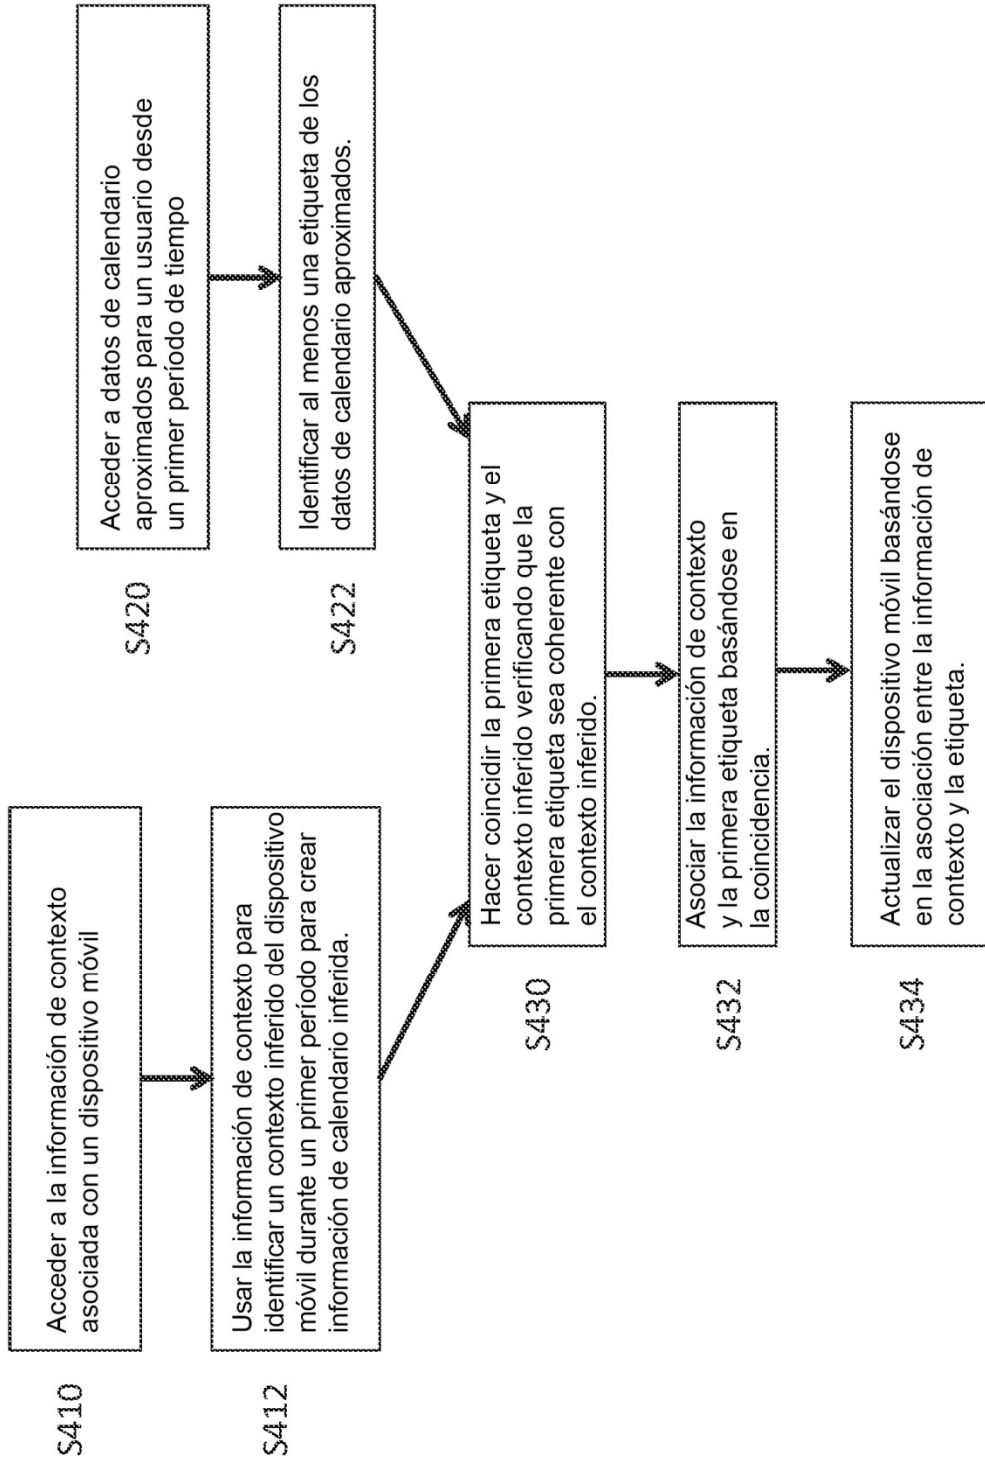 S410
Acceder a la información de contexto
asociada con un dispositivo móvil
S412
Usar la información de contexto para
identificar un contexto inferido del dispositivo
móvil durante un primer período para crear
información de calendario inferida.
S420
Acceder a datos de calendario
aproximados para un usuario desde
un primer período de tiempo
S422
Identificar al menos una etiqueta de los
datos de calendario aproximados.
S430
Hacer coincidir la primera etiqueta y el
contexto inferido verificando que la
primera etiqueta sea coherente con
el contexto inferido.
S432
Asociar la información de contexto
y la primera etiqueta basándose en
la coincidencia.
S434
Actualizar el dispositivo móvil basándose
en la asociación entre la información de
contexto y la etiqueta.